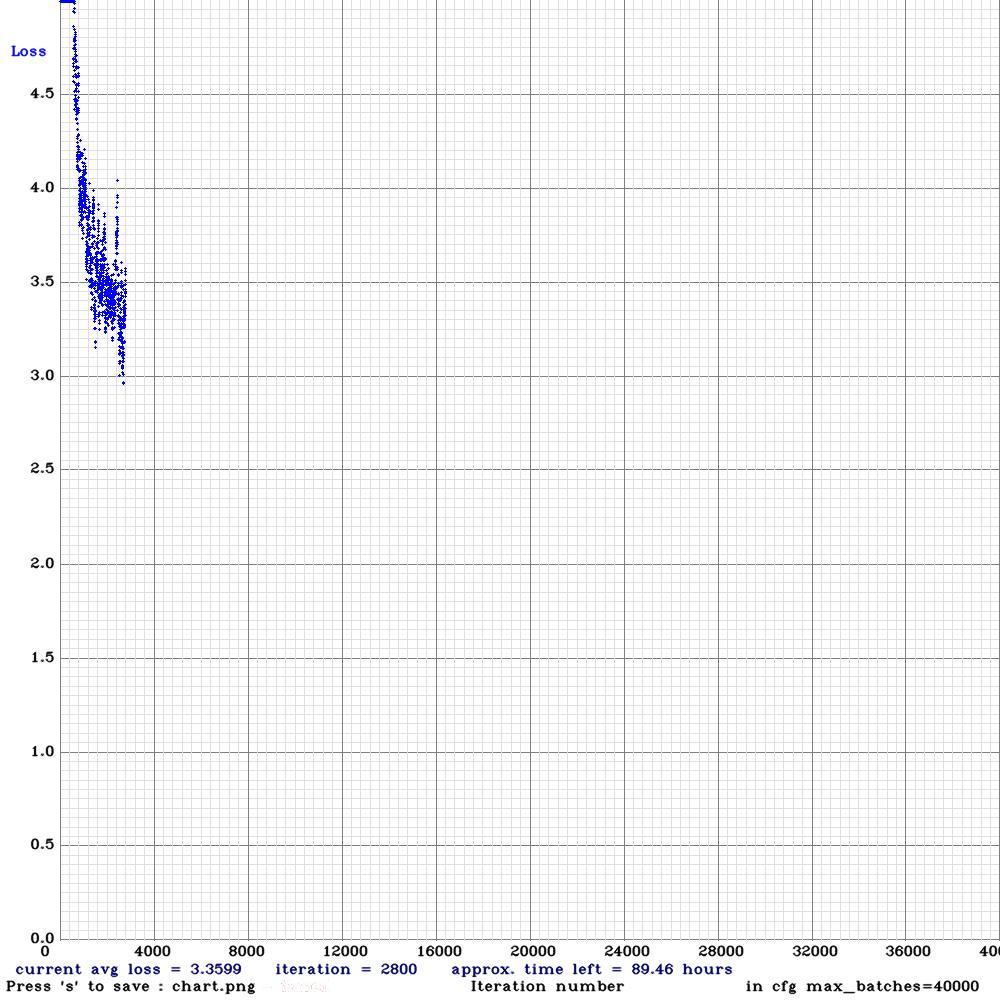 Loss
4.5
4.0
3.5
3.0
2.5
2.0
1.5
1.0
0.5
0.0
0 4000 8000 12000 16000 20000 24000 28000 32000 36000 40
current avg loss = 3.3599 iteration = 2800 approx. time left = 89.46 hours
Press 's' to save : chart.png Iteration number in cfg max_batches=40000